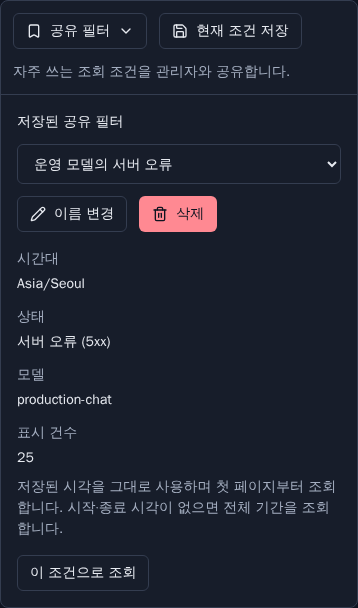 공유 필터
현재 조건 저장
자주 쓰는 조회 조건을 관리자와 공유합니다.
저장된 공유 필터
운영 모델의 서버 오류
이름 변경
삭제
시간대
Asia/Seoul
상태
서버 오류 (5xx)
모델
production-chat
표시 건수
25
저장된 시각을 그대로 사용하며 첫 페이지부터 조회
합니다. 시작·종료 시각이 없으면 전체 기간을 조회
합니다.
이 조건으로 조회